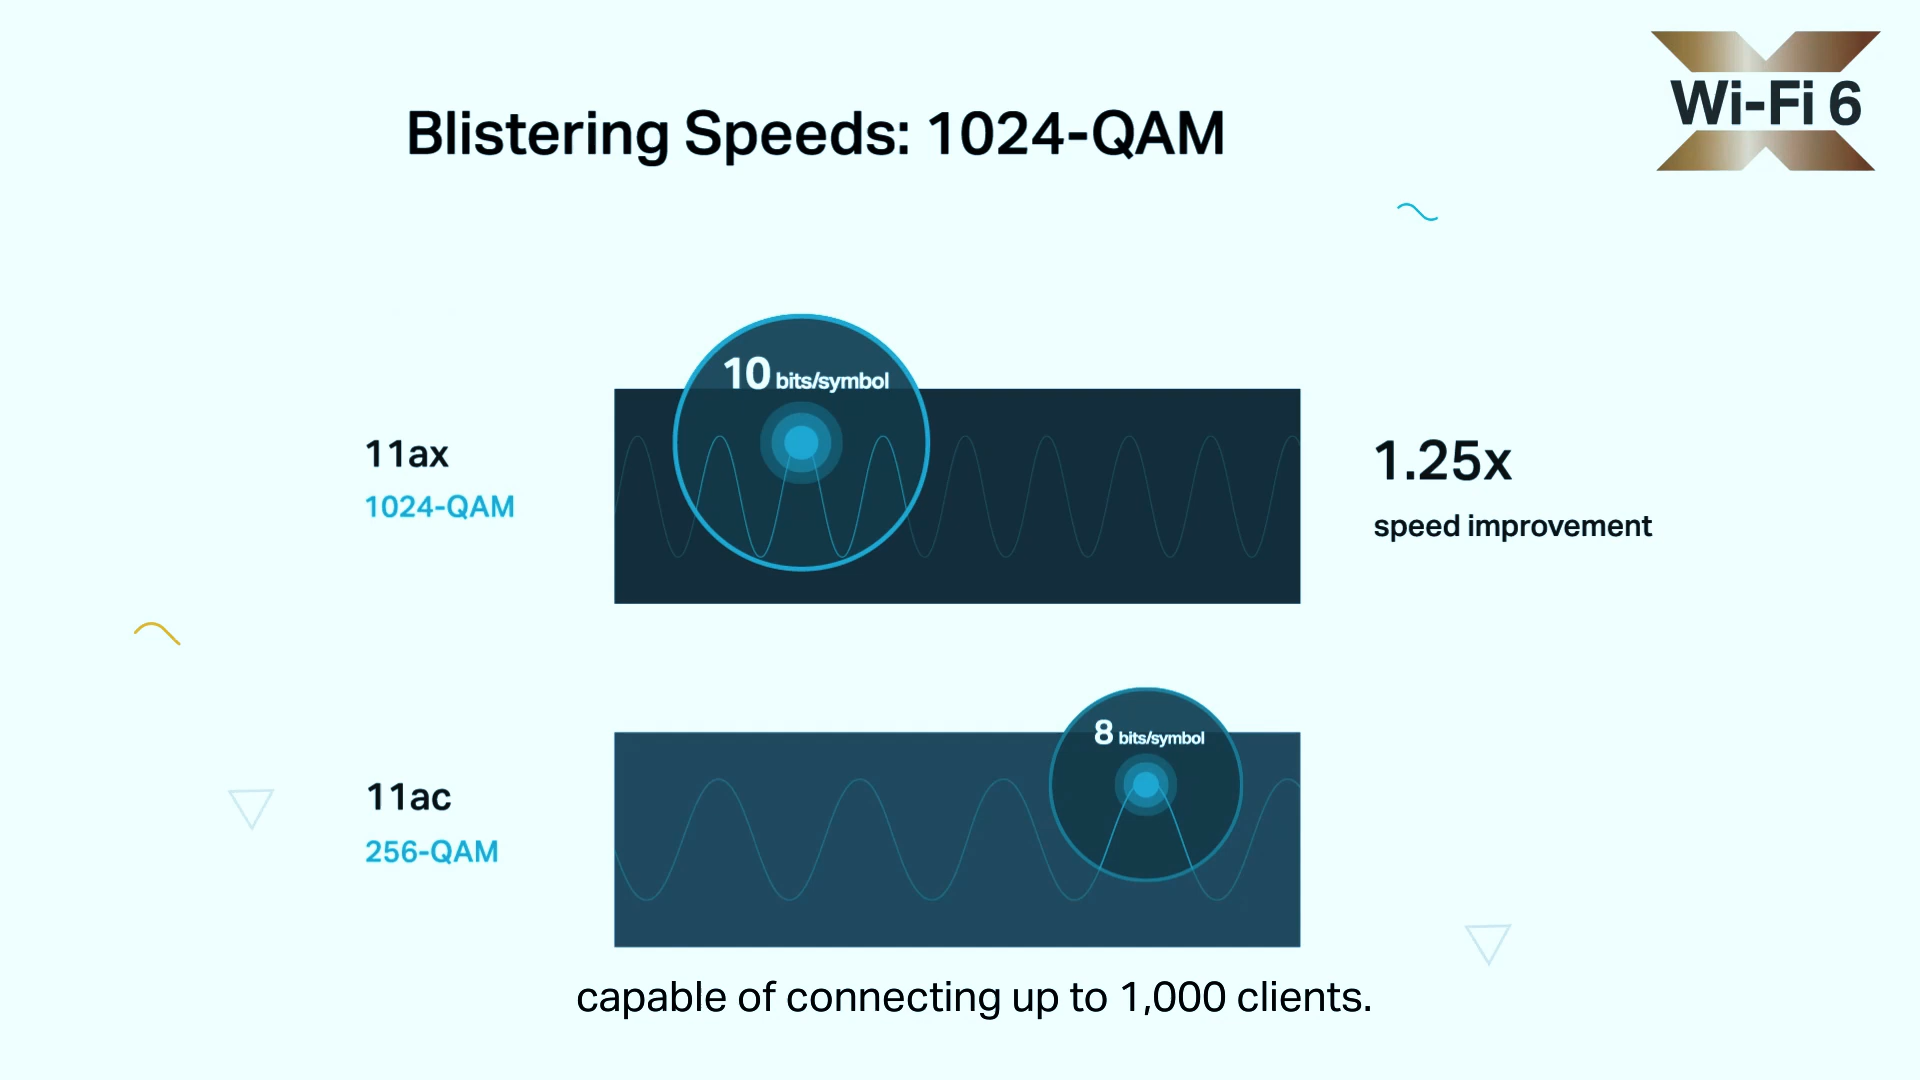 Wi-Fi 6
Blistering Speeds: 1024-QAM
10 bits/symbol
11ax
1024-QAM
1.25x
speed improvement
8 bits/symbol
11ac
256-QAM
capable of connecting up to 1,000 clients.